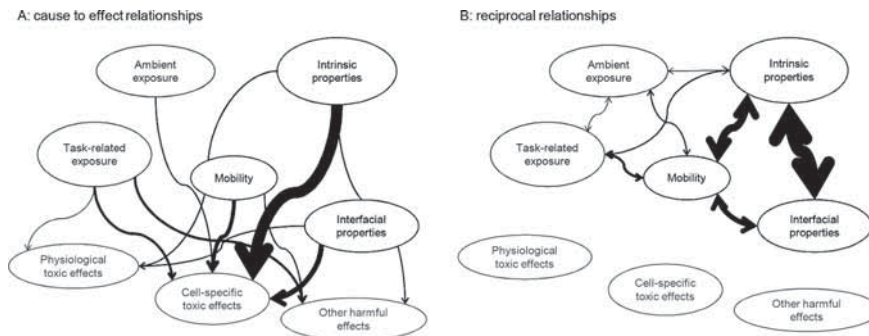 A: cause to effect relationships
Ambient
exposure
Intrinsic
properties
Task-related
exposure
Mobility
Interfacial
properties
Physiological
toxic effects
Cell-specific
toxic effects
Other harmful
effects
B: reciprocal relationships
Ambient
exposure
Intrinsic
properties
Task-related
exposure
Mobility
Interfacial
properties
Physiological
toxic effects
Cell-specific
toxic effects
Other harmful
effects